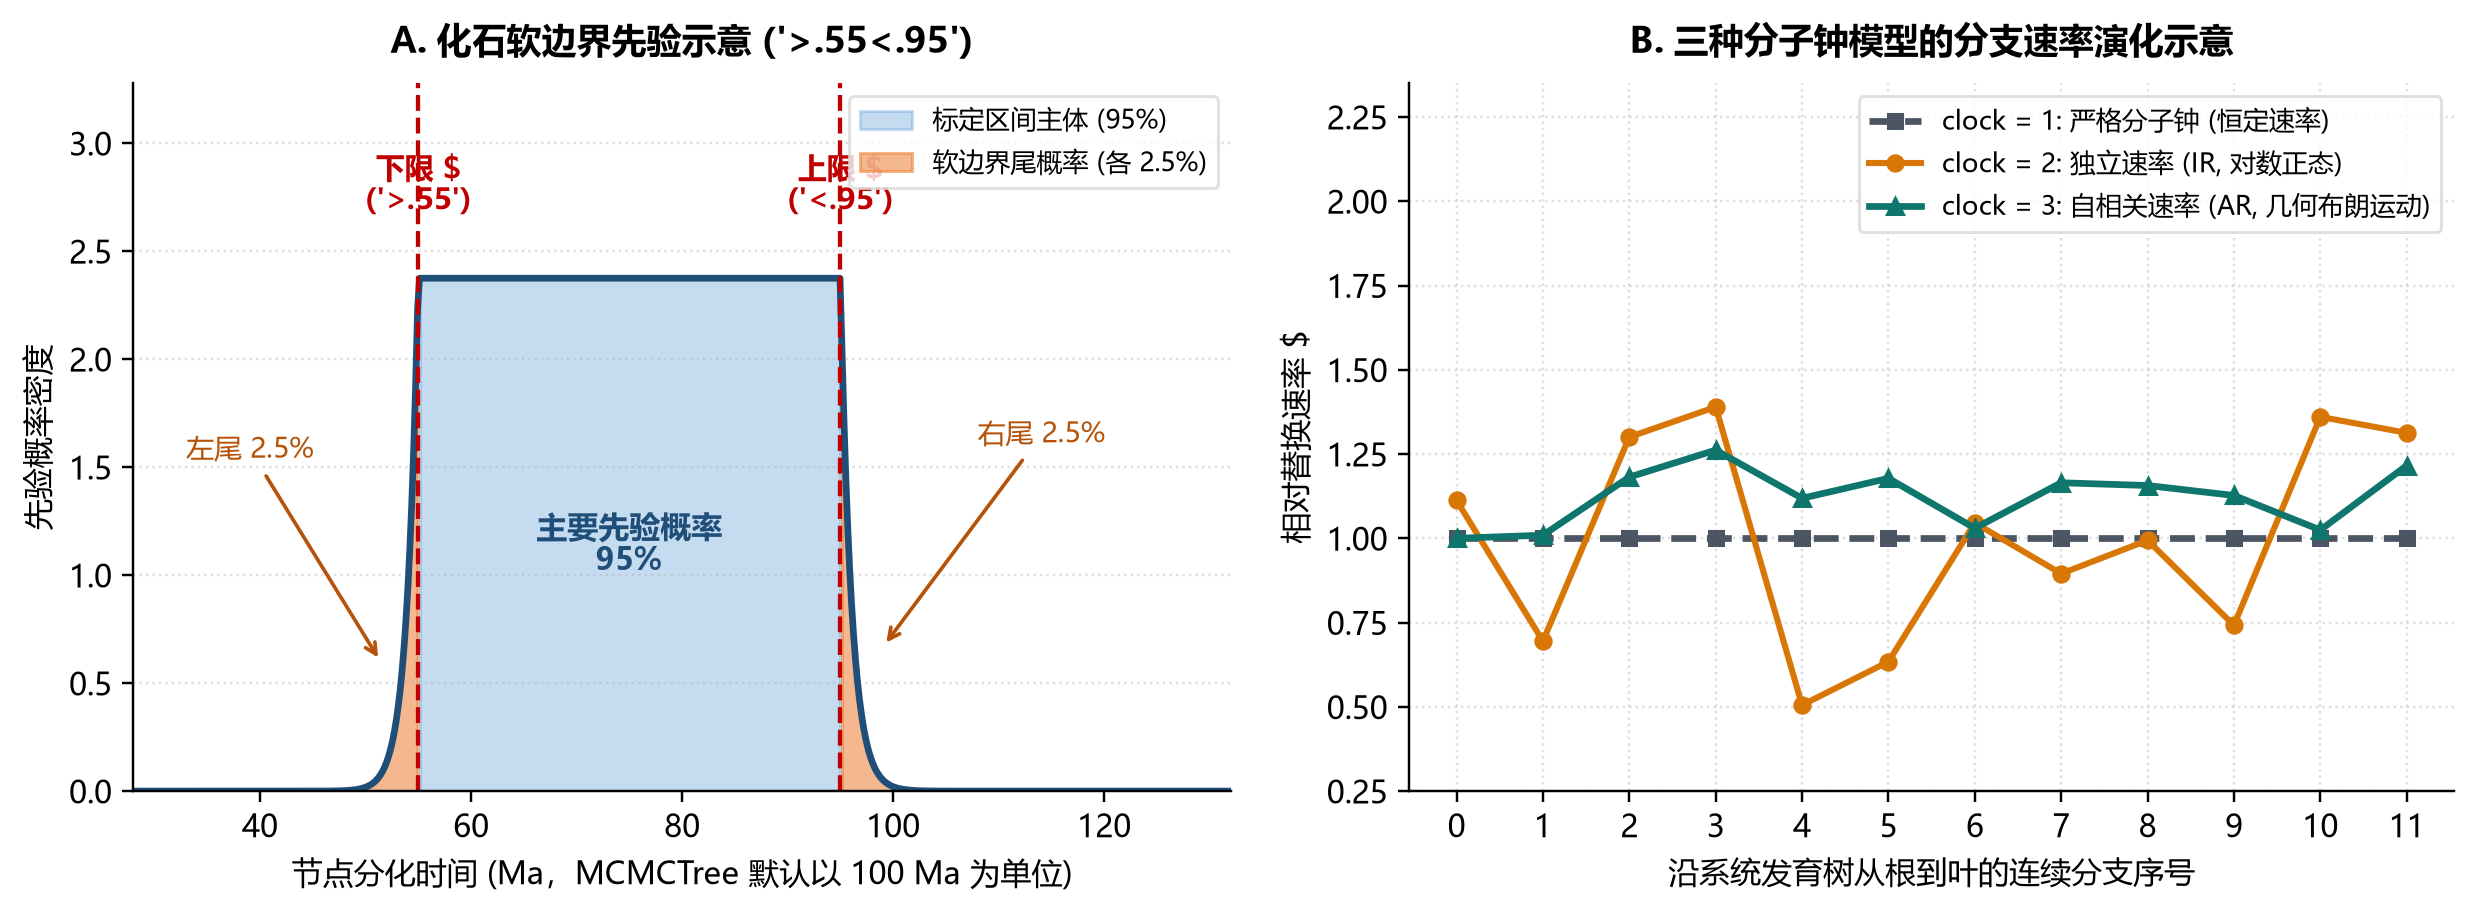 A. 化石软边界先验示意 ('>.55<.95')
标定区间主体 (95%)
软边界尾概率 (各 2.5%)
下限 $
('>.55')
上限 $
('<.95')
左尾 2.5%
右尾 2.5%
主要先验概率
95%
先验概率密度
3.0
2.5
2.0
1.5
1.0
0.5
0.0
40
60
80
100
120
节点分化时间 (Ma，MCMCTree 默认以 100 Ma 为单位)
B. 三种分子钟模型的分支速率演化示意
clock = 1: 严格分子钟 (恒定速率)
clock = 2: 独立速率 (IR, 对数正态)
clock = 3: 自相关速率 (AR, 几何布朗运动)
相对替换速率 $
2.25
2.00
1.75
1.50
1.25
1.00
0.75
0.50
0.25
0
1
2
3
4
5
6
7
8
9
10
11
沿系统发育树从根到叶的连续分支序号